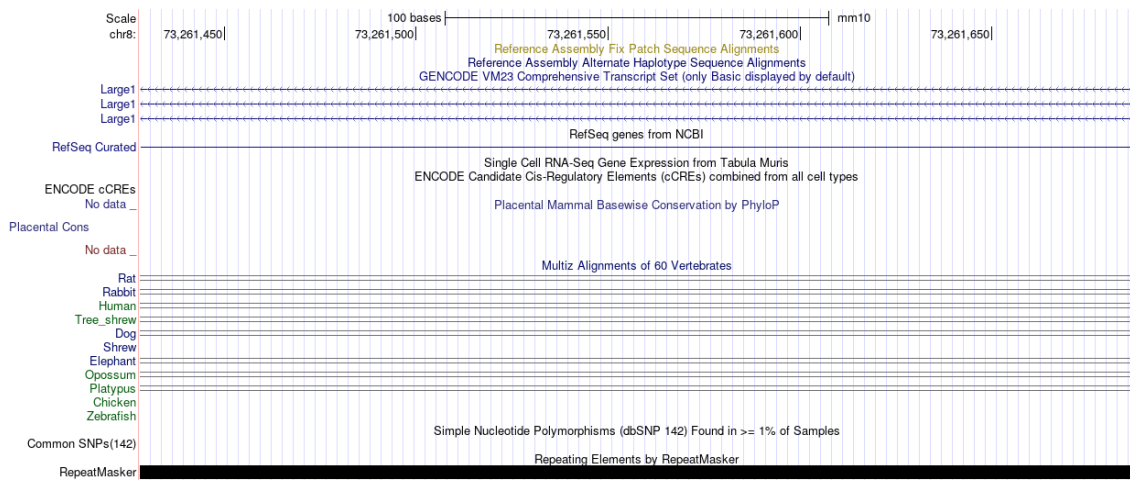 Scale 100 bases mm10
chr8: 73,261,450 73,261,500 73,261,550 73,261,600 73,261,650
Reference Assembly Fix Patch Sequence Alignments
Reference Assembly Alternate Haplotype Sequence Alignments
GENCODE VM23 Comprehensive Transcript Set (only Basic displayed by default)
Large1
Large1
Large1
RefSeq genes from NCBI
RefSeq Curated
Single Cell RNA-Seq Gene Expression from Tabula Muris
ENCODE Candidate Cis-Regulatory Elements (cCREs) combined from all cell types
ENCODE cCREs
No data _ Placental Mammal Basewise Conservation by PhyloP
Placental Cons
No data _
Multiz Alignments of 60 Vertebrates
Rat
Rabbit
Human
Tree_shrew
Dog
Shrew
Elephant
Opossum
Platypus
Chicken
Zebrafish
Simple Nucleotide Polymorphisms (dbSNP 142) Found in >= 1% of Samples
Common SNPs(142)
Repeating Elements by RepeatMasker
RepeatMasker